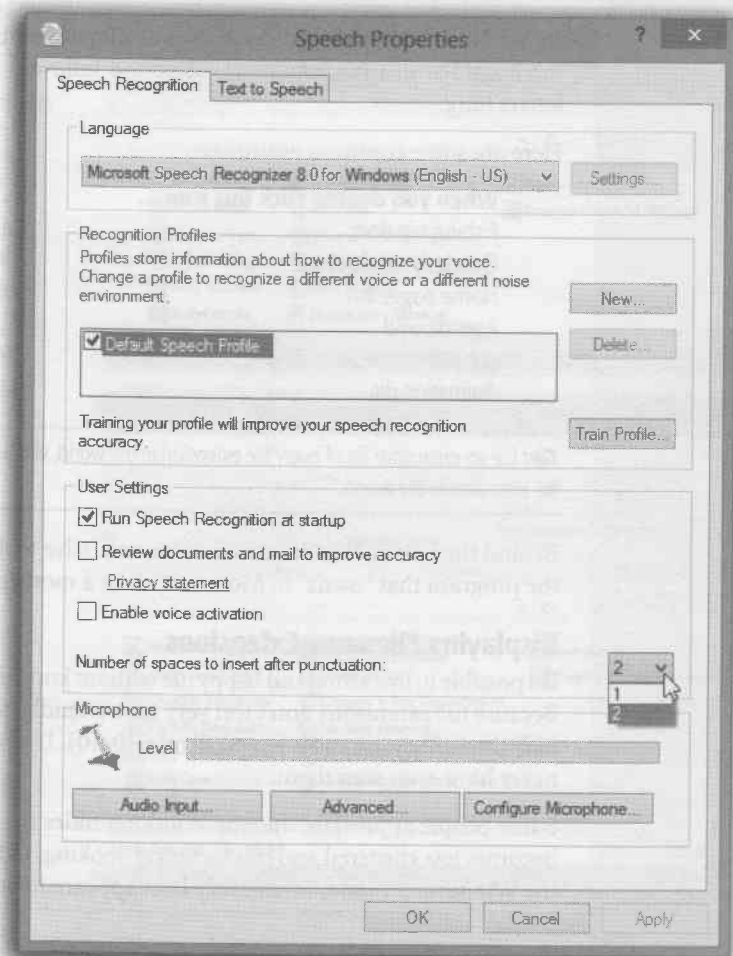 Speech Properties
? ×
Speech Recognition Text to Speech
Language
Microsoft Speech Recognizer 8.0 for Windows (English - US) Settings...
Recognition Profiles
Profiles store information about how to recognize your voice.
Change a profile to recognize a different voice or a different noise
environment.
New...
Default Speech Profile
Delete...
Training your profile will improve your speech recognition
accuracy.
Train Profile...
User Settings
Run Speech Recognition at startup
Review documents and mail to improve accuracy
Privacy statement
Enable voice activation
Number of spaces to insert after punctuation:
2
1
2
Microphone
Level
Audio Input... Advanced... Configure Microphone...
OK Cancel Apply